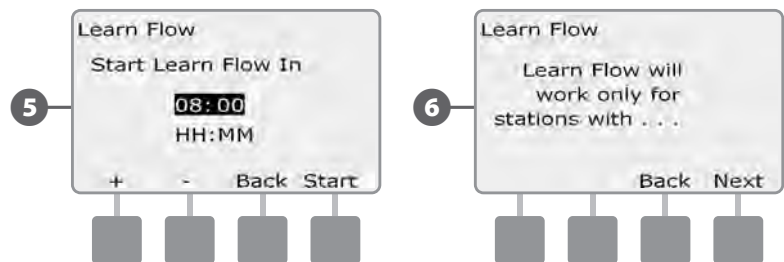 5
Learn Flow
Start Learn Flow In
08:00
HH:MM
+ - Back Start
6
Learn Flow
Learn Flow will
work only for
stations with . . .
Back Next